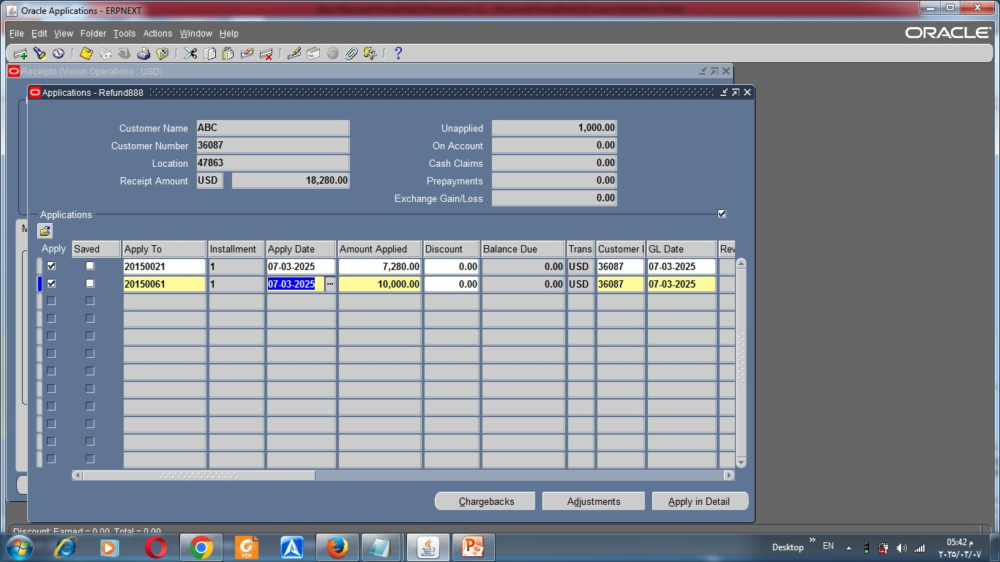 Oracle Applications - ERPNEXT
File Edit View Folder Tools Actions Window Help
ORACLE
Receipts (Vision Operations : USD)
Applications - Refund888
Customer Name ABC
Unapplied 1,000.00
Customer Number 36087
On Account 0.00
Location 47863
Cash Claims 0.00
Receipt Amount USD 18,280.00
Prepayments 0.00
Exchange Gain/Loss 0.00
Applications
M
Apply Saved Apply To Installment Apply Date Amount Applied Discount Balance Due Trans Customer GL Date Rev
20150021 1 07-03-2025 7,280.00 0.00 0.00 USD 36087 07-03-2025
20150061 1 07-03-2025 ... 10,000.00 0.00 0.00 USD 36087 07-03-2025
Chargebacks Adjustments Apply in Detail
Discount: Earned = 0.00, Total = 0.00
PDF
Desktop » EN
05:42 م
٢٠٢٥/٠٣/٠٧